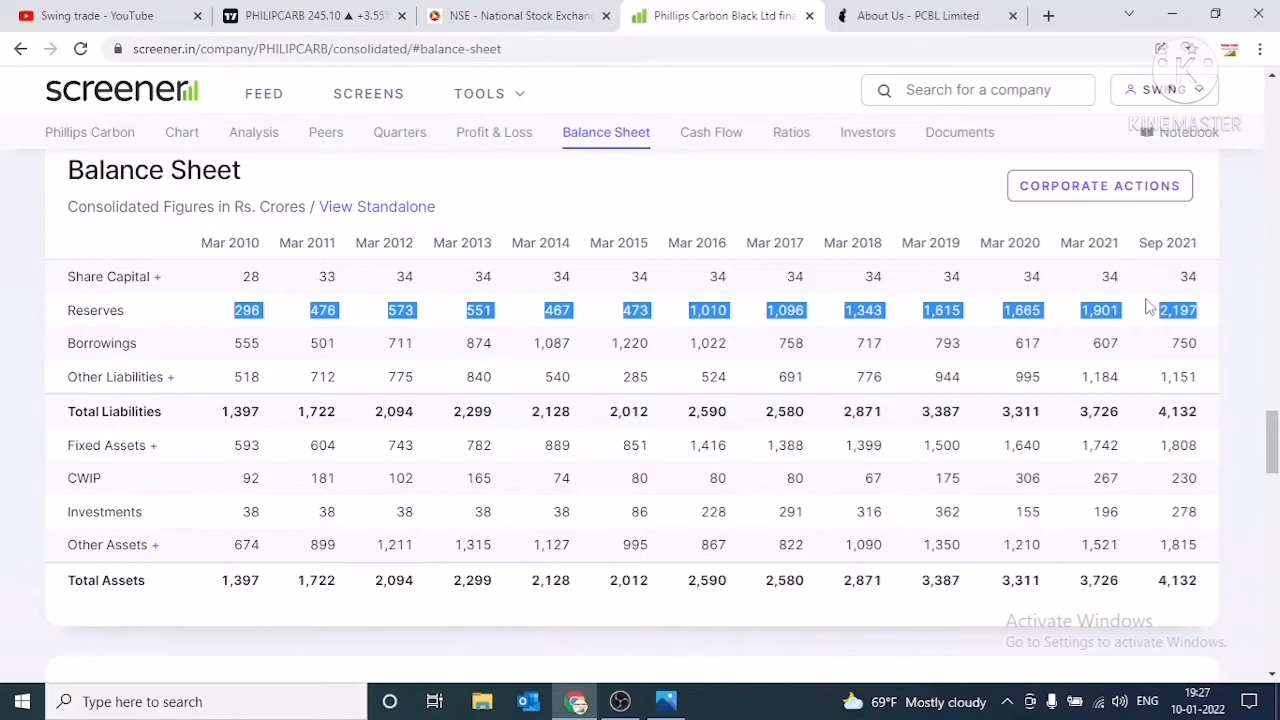 Swing trade - Liabilities
PHILIPCARB 245.10 ▲ +3.55%
NSE - National Stock Exchang
Phillips Carbon Black Ltd fina
About Us - PCBL Limited
screener.in/company/PHILIPCARB/consolidated/#balance-sheet
screener
FEED
SCREENS
TOOLS
Search for a company
SWING
K
KINEMASTER
Phillips Carbon Chart Analysis Peers Quarters Profit & Loss Balance Sheet Cash Flow Ratios Investors Documents Notebook
Balance Sheet
CORPORATE ACTIONS
Consolidated Figures in Rs. Crores / View Standalone
Mar 2010 Mar 2011 Mar 2012 Mar 2013 Mar 2014 Mar 2015 Mar 2016 Mar 2017 Mar 2018 Mar 2019 Mar 2020 Mar 2021 Sep 2021
Share Capital + 28 33 34 34 34 34 34 34 34 34 34 34 34
Reserves 296 476 573 551 467 473 1,010 1,096 1,343 1,615 1,665 1,901 2,197
Borrowings 555 501 711 874 1,087 1,220 1,022 758 717 793 617 607 750
Other Liabilities + 518 712 775 840 540 285 524 691 776 944 995 1,184 1,151
Total Liabilities 1,397 1,722 2,094 2,299 2,128 2,012 2,590 2,580 2,871 3,387 3,311 3,726 4,132
Fixed Assets + 593 604 743 782 889 851 1,416 1,388 1,399 1,500 1,640 1,742 1,808
CWIP 92 181 102 165 74 80 80 80 67 175 306 267 230
Investments 38 38 38 38 38 86 228 291 316 362 155 196 278
Other Assets + 674 899 1,211 1,315 1,127 995 867 822 1,090 1,350 1,210 1,521 1,815
Total Assets 1,397 1,722 2,094 2,299 2,128 2,012 2,590 2,580 2,871 3,387 3,311 3,726 4,132
Activate Windows
Go to Settings to activate Windows.
Type here to search
69°F Mostly cloudy
ENG
19:27
10-01-2022